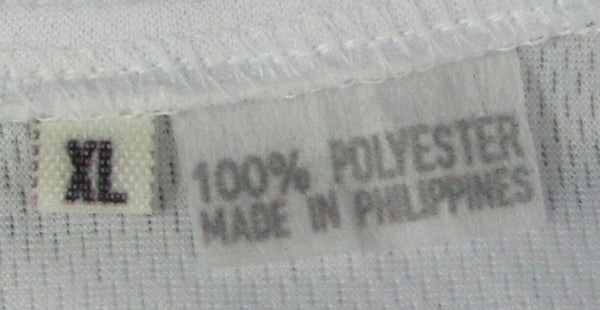 XL
100% POLYESTER
MADE IN PHILIPPINES